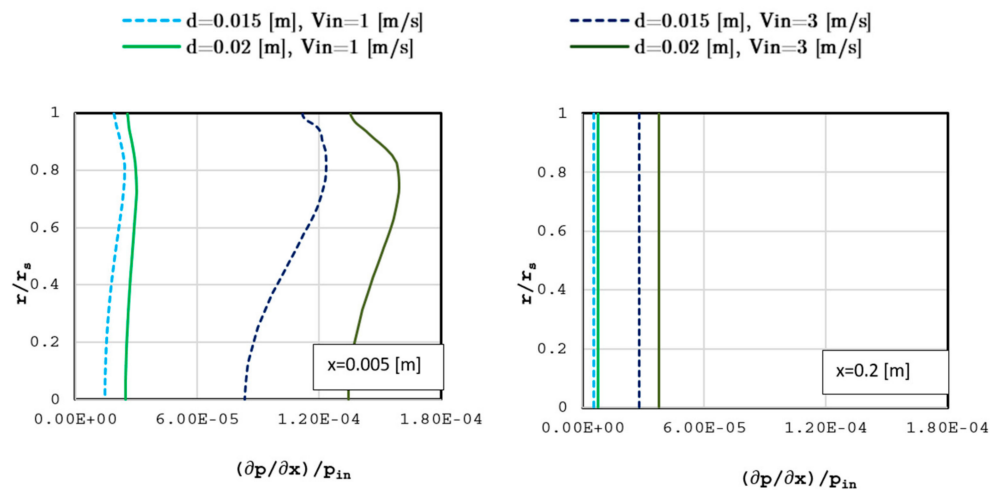 d=0.015 [m], Vin=1 [m/s]
d=0.015 [m], Vin=3 [m/s]
d=0.02 [m], Vin=1 [m/s]
d=0.02 [m], Vin=3 [m/s]
1
0.8
0.6
0.4
0.2
0
r/rs
x=0.005 [m]
0.00E+00 6.00E-05 1.20E-04 1.80E-04
(∂p/∂x)/pin
1
0.8
0.6
0.4
0.2
0
r/rs
x=0.2 [m]
0.00E+00 6.00E-05 1.20E-04 1.80E-04
(∂p/∂x)/pin